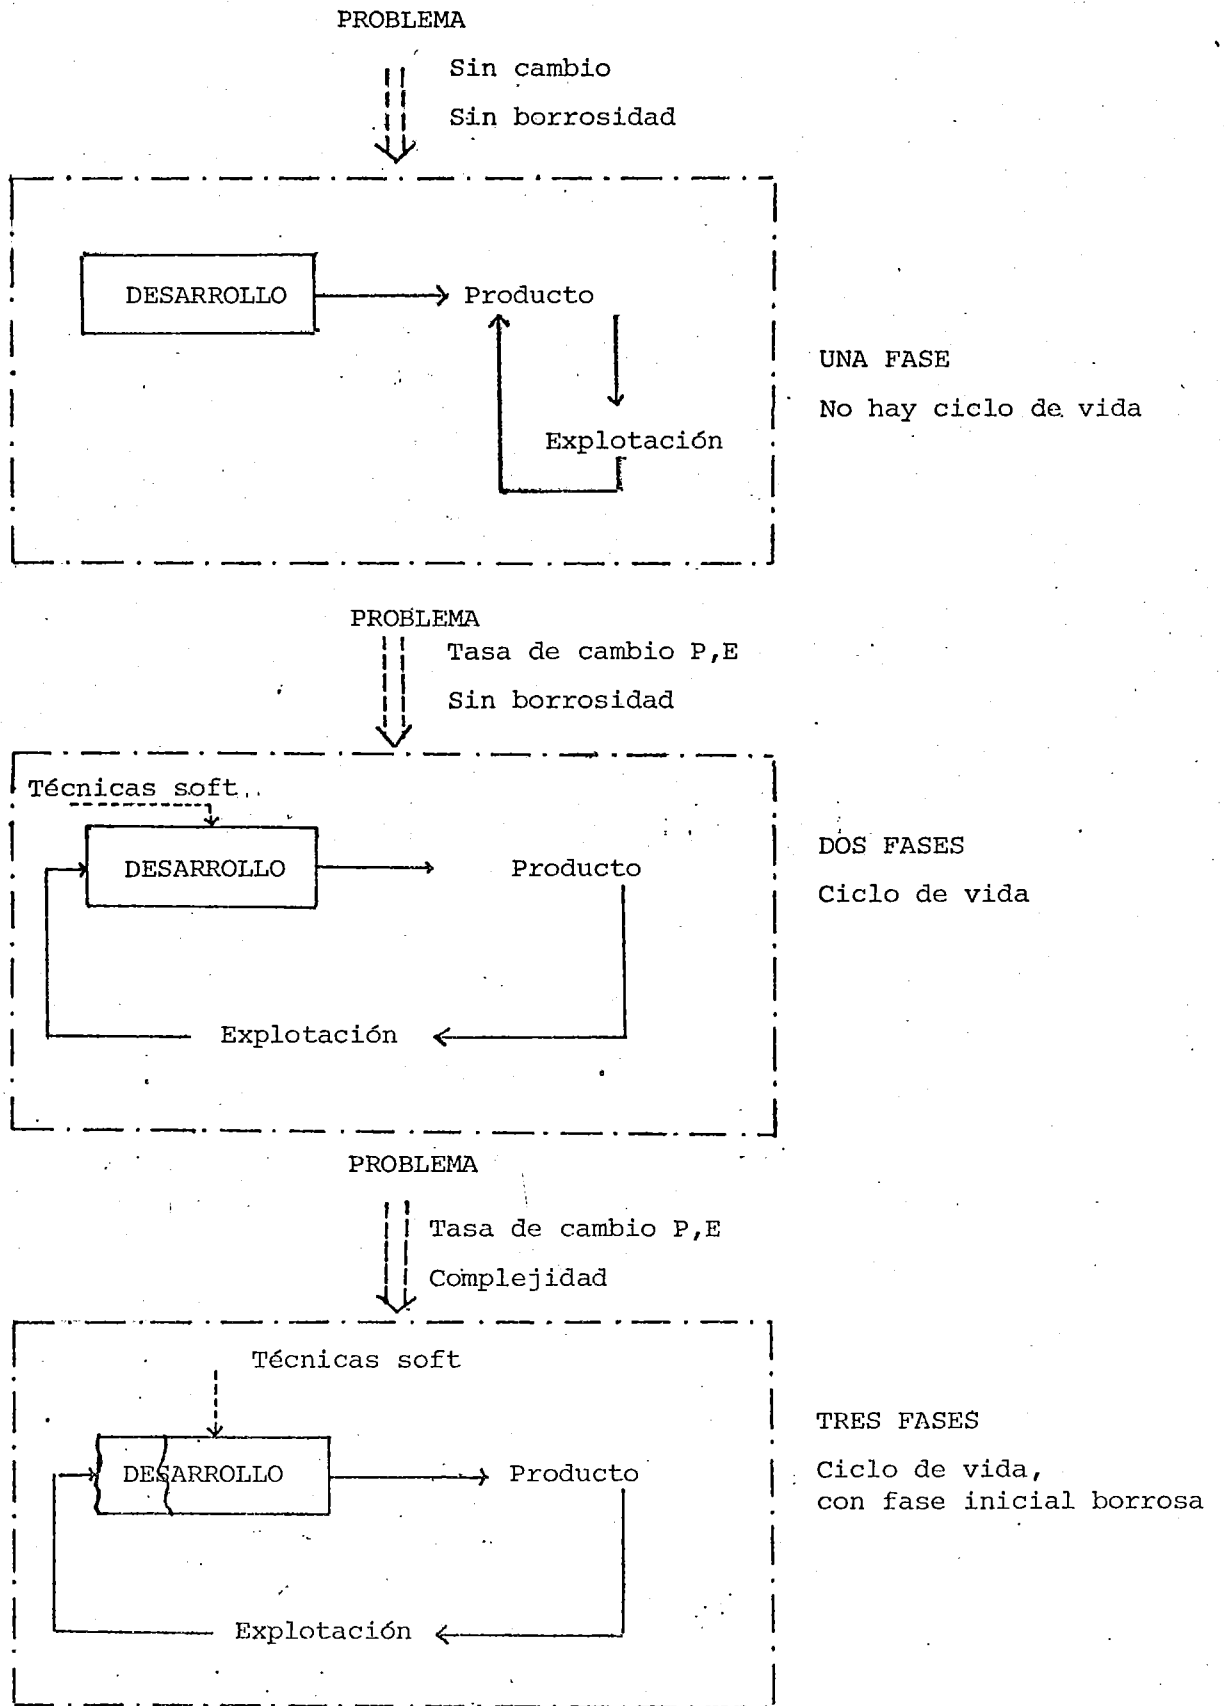 PROBLEMA
Sin cambio
Sin borrosidad
DESARROLLO
Producto
Explotación
UNA FASE
No hay ciclo de vida
PROBLEMA
Tasa de cambio P,E
Sin borrosidad
Técnicas soft
DESARROLLO
Producto
Explotación
DOS FASES
Ciclo de vida
PROBLEMA
Tasa de cambio P,E
Complejidad
Técnicas soft
DESARROLLO
Producto
Explotación
TRES FASES
Ciclo de vida,
con fase inicial borrosa